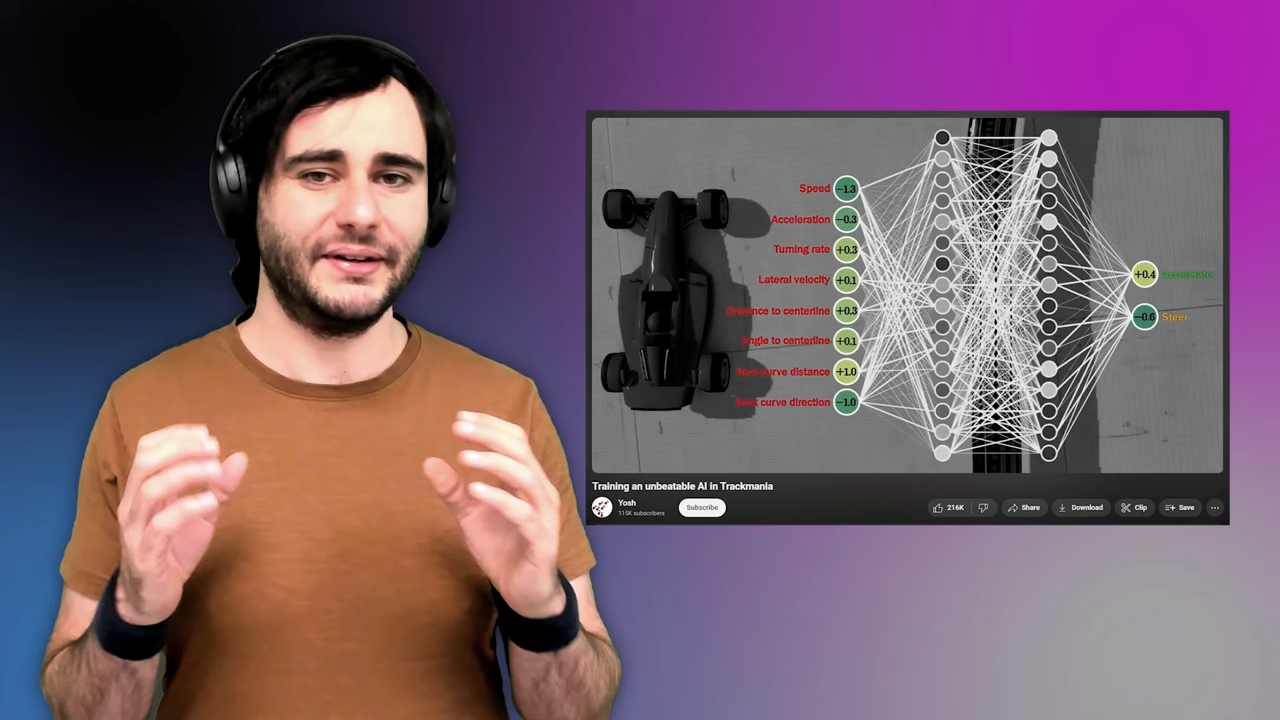 Speed −1.3
Acceleration −0.3
Turning rate +0.3
Lateral velocity +0.1
Distance to centerline +0.3
Angle to centerline +0.1
Next curve distance +1.0
Next curve direction −1.0
+0.4 Accelerate
−0.6 Steer
Training an unbeatable AI in Trackmania
Yosh
115K subscribers
Subscribe
216K
Share
Download
Clip
Save